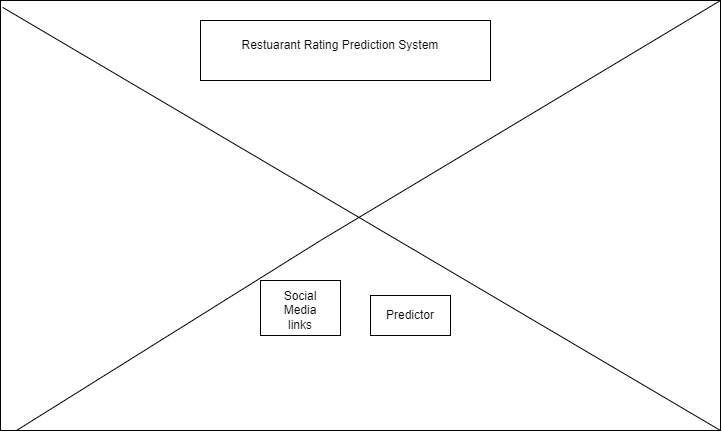 Restuarant Rating Prediction System
Social
Media
links
Predictor